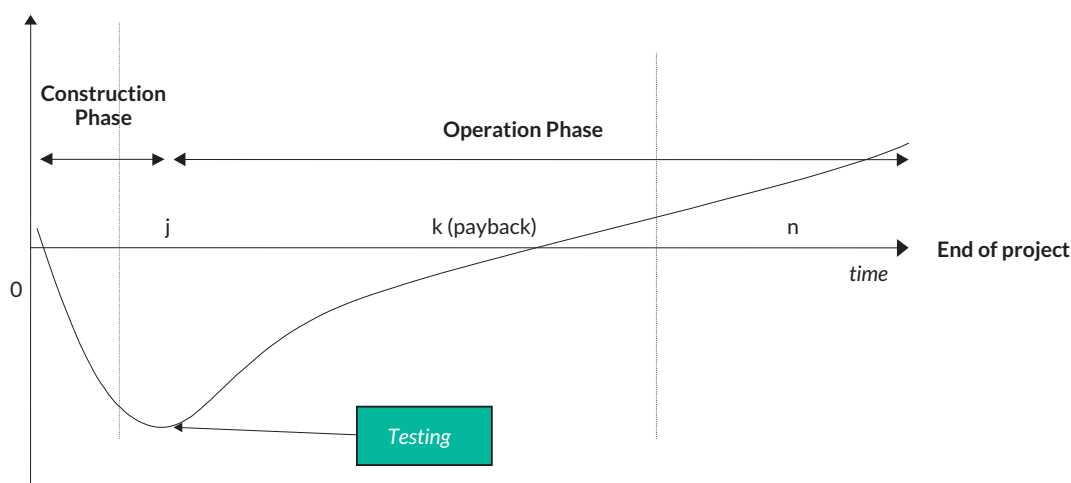 Construction
Phase
Operation Phase
j
k (payback)
n
End of project
time
0
Testing